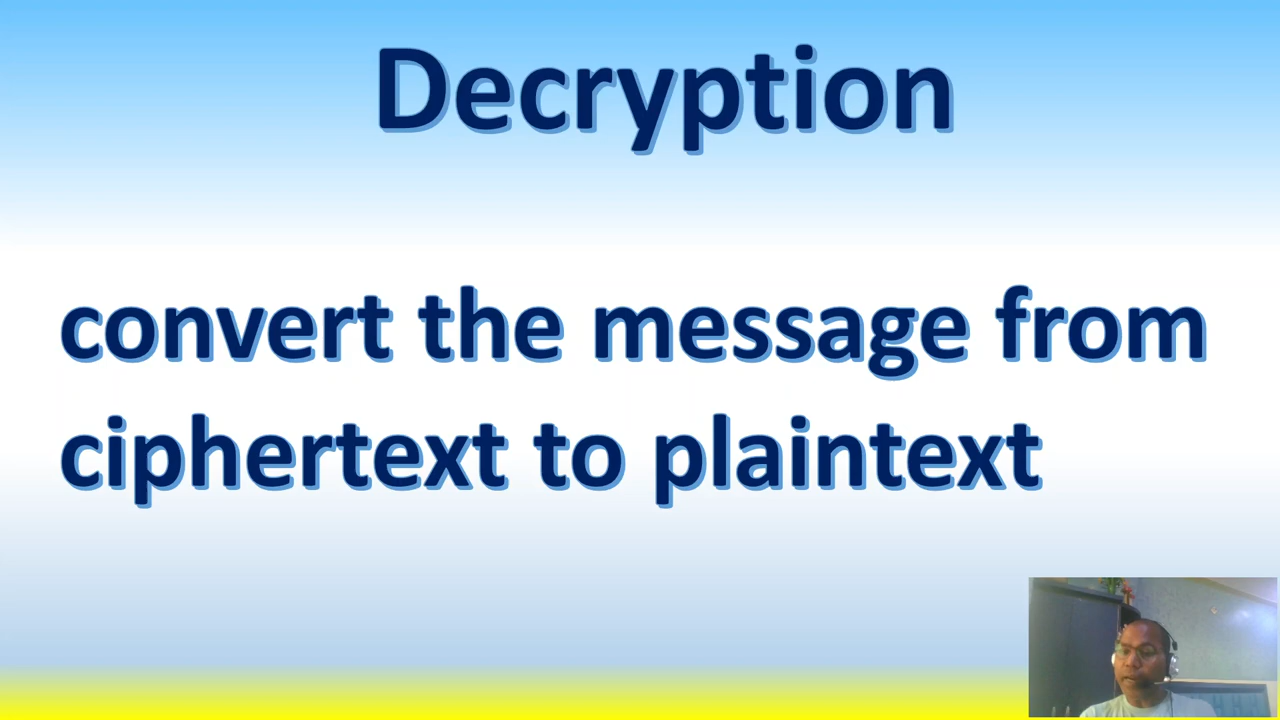 Decryption
convert the message from
ciphertext to plaintext